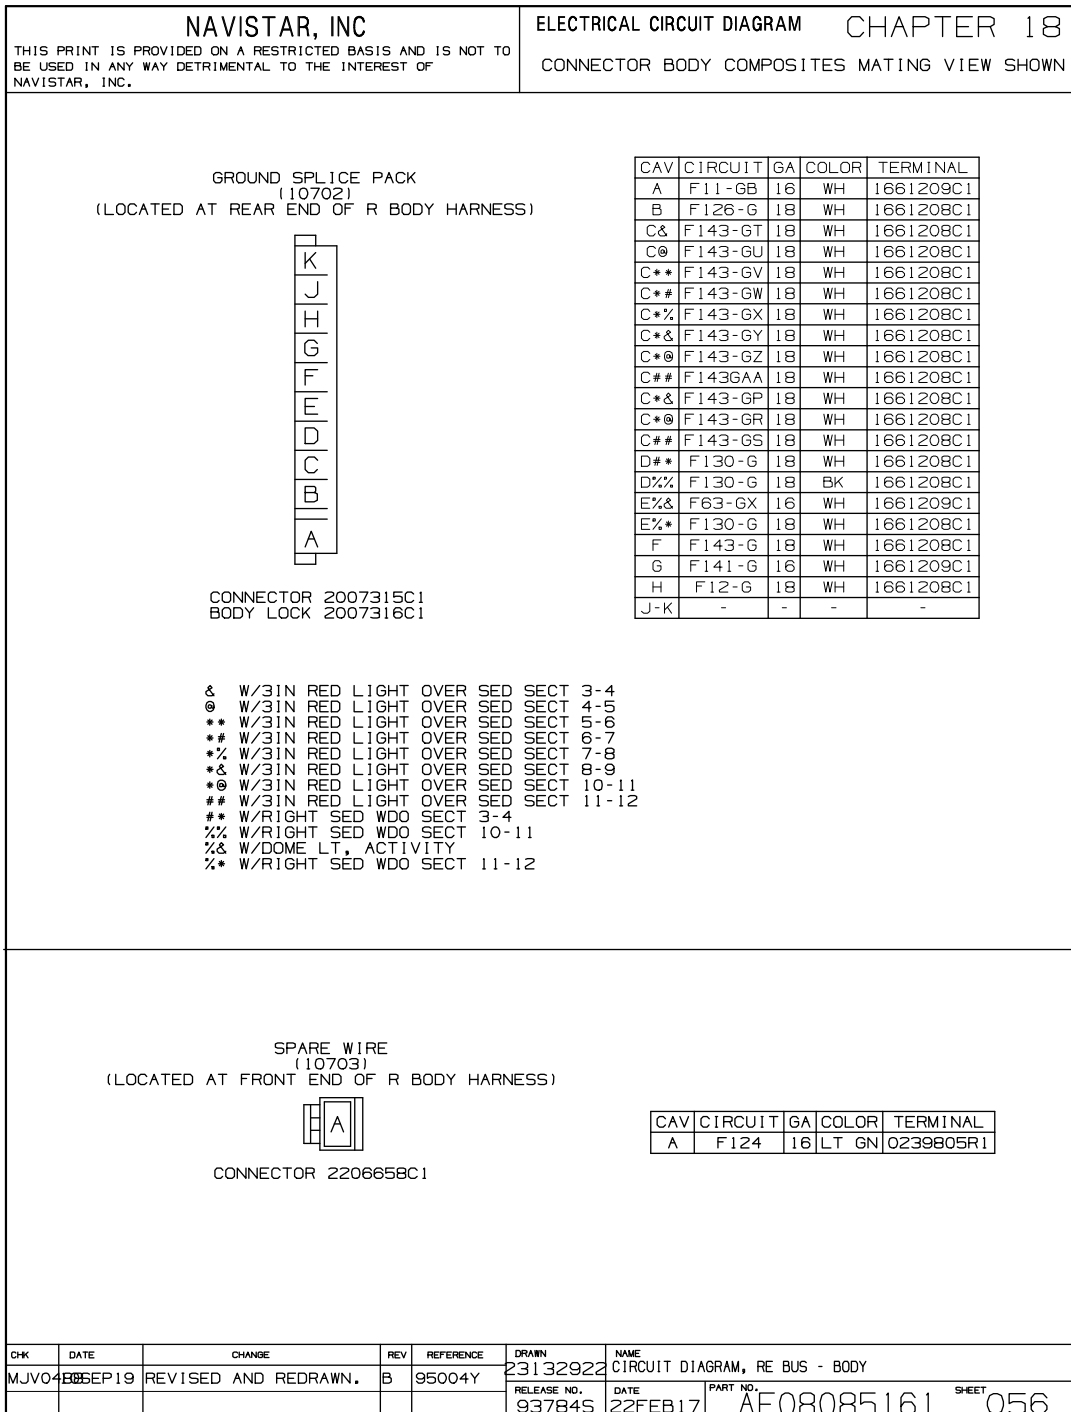 NAVISTAR, INC
THIS PRINT IS PROVIDED ON A RESTRICTED BASIS AND IS NOT TO
BE USED IN ANY WAY DETRIMENTAL TO THE INTEREST OF
NAVISTAR, INC.
ELECTRICAL CIRCUIT DIAGRAM CHAPTER 18
CONNECTOR BODY COMPOSITES MATING VIEW SHOWN
GROUND SPLICE PACK
(10702)
(LOCATED AT REAR END OF R BODY HARNESS)
K
J
H
G
F
E
D
C
B
A
CONNECTOR 2007315C1
BODY LOCK 2007316C1
CAV CIRCUIT GA COLOR TERMINAL
A F11-GB 16 WH 1661209C1
B F126-G 18 WH 1661208C1
C& F143-GT 18 WH 1661208C1
C@ F143-GU 18 WH 1661208C1
C** F143-GV 18 WH 1661208C1
C*# F143-GW 18 WH 1661208C1
C*% F143-GX 18 WH 1661208C1
C*& F143-GY 18 WH 1661208C1
C*@ F143-GZ 18 WH 1661208C1
C## F143GAA 18 WH 1661208C1
C*& F143-GP 18 WH 1661208C1
C*@ F143-GR 18 WH 1661208C1
C## F143-GS 18 WH 1661208C1
D#* F130-G 18 WH 1661208C1
D%% F130-G 18 BK 1661208C1
E%& F63-GX 16 WH 1661209C1
E%* F130-G 18 WH 1661208C1
F F143-G 18 WH 1661208C1
G F141-G 16 WH 1661209C1
H F12-G 18 WH 1661208C1
J-K - - - -
& W/3IN RED LIGHT OVER SED SECT 3-4
@ W/3IN RED LIGHT OVER SED SECT 4-5
** W/3IN RED LIGHT OVER SED SECT 5-6
*# W/3IN RED LIGHT OVER SED SECT 6-7
*% W/3IN RED LIGHT OVER SED SECT 7-8
*& W/3IN RED LIGHT OVER SED SECT 8-9
*@ W/3IN RED LIGHT OVER SED SECT 10-11
## W/3IN RED LIGHT OVER SED SECT 11-12
#* W/RIGHT SED WDO SECT 3-4
%% W/RIGHT SED WDO SECT 10-11
%& W/DOME LT, ACTIVITY
%* W/RIGHT SED WDO SECT 11-12
SPARE WIRE
(10703)
(LOCATED AT FRONT END OF R BODY HARNESS)
A
CONNECTOR 2206658C1
CAV CIRCUIT GA COLOR TERMINAL
A F124 16 LT GN 0239805R1
CHK DATE CHANGE REV REFERENCE
REVISED AND REDRAWN. B 95004Y
DRAWN
23132922
NAME
CIRCUIT DIAGRAM, RE BUS - BODY
RELEASE NO.
93784S
DATE
22FEB17
PART NO.
AE08085161
SHEET
056